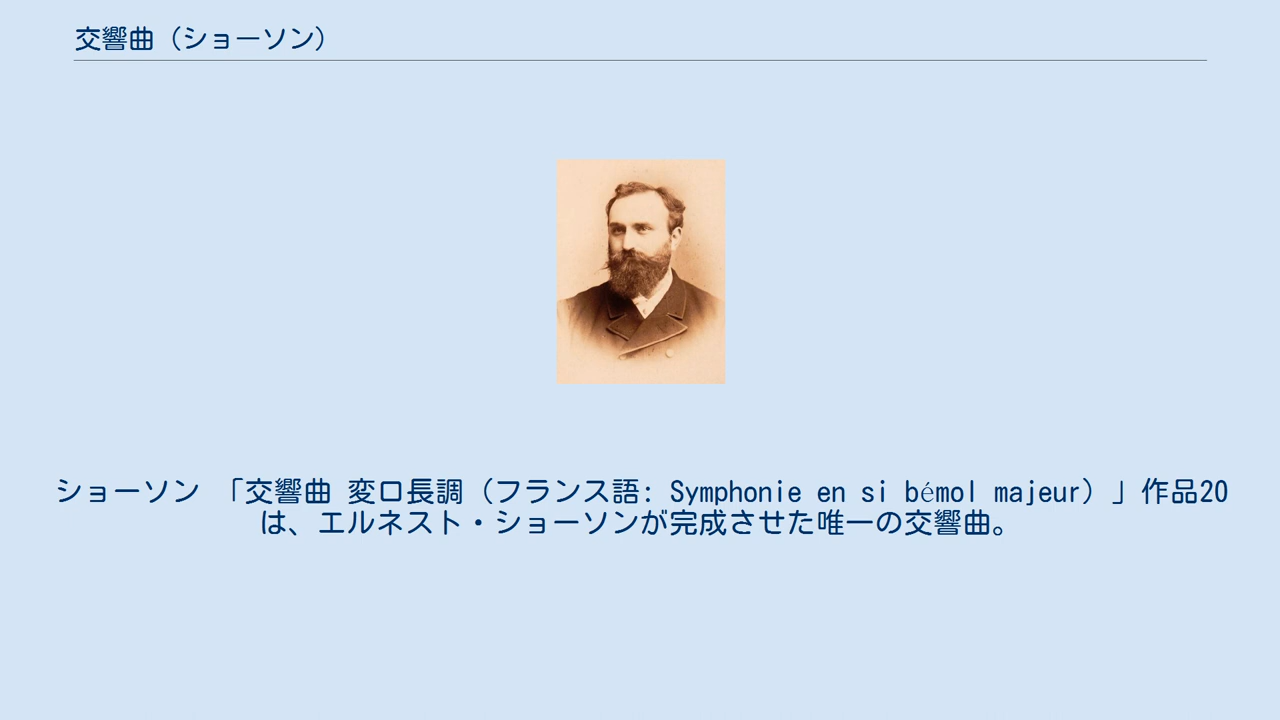 交響曲（ショーソン）
ショーソン 「交響曲 変ロ長調（フランス語: Symphonie en si bémol majeur）」作品20
は、エルネスト・ショーソンが完成させた唯一の交響曲。